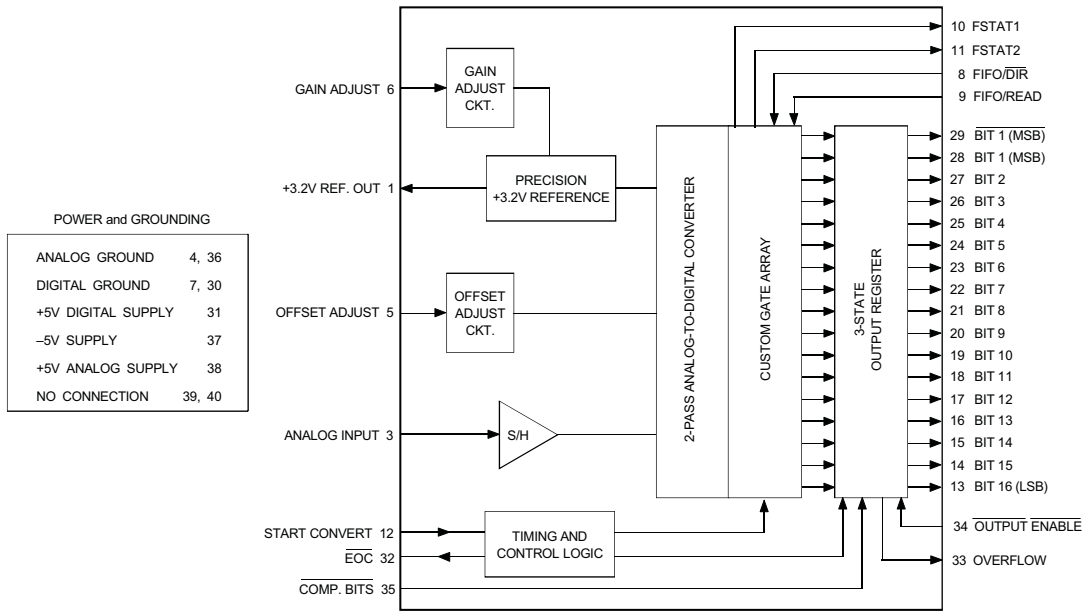 10 FSTAT1
11 FSTAT2
8 FIFO/DIR
9 FIFO/READ
GAIN ADJUST 6
GAIN
ADJUST
CKT.
+3.2V REF. OUT 1
PRECISION
+3.2V REFERENCE
POWER and GROUNDING
ANALOG GROUND 4, 36
DIGITAL GROUND 7, 30
+5V DIGITAL SUPPLY 31
–5V SUPPLY 37
+5V ANALOG SUPPLY 38
NO CONNECTION 39, 40
OFFSET ADJUST 5
OFFSET
ADJUST
CKT.
ANALOG INPUT 3
S/H
2-PASS ANALOG-TO-DIGITAL CONVERTER
CUSTOM GATE ARRAY
3-STATE
OUTPUT REGISTER
29 BIT 1 (MSB)
28 BIT 1 (MSB)
27 BIT 2
26 BIT 3
25 BIT 4
24 BIT 5
23 BIT 6
22 BIT 7
21 BIT 8
20 BIT 9
19 BIT 10
18 BIT 11
17 BIT 12
16 BIT 13
15 BIT 14
14 BIT 15
13 BIT 16 (LSB)
34 OUTPUT ENABLE
33 OVERFLOW
START CONVERT 12
EOC 32
COMP. BITS 35
TIMING AND
CONTROL LOGIC